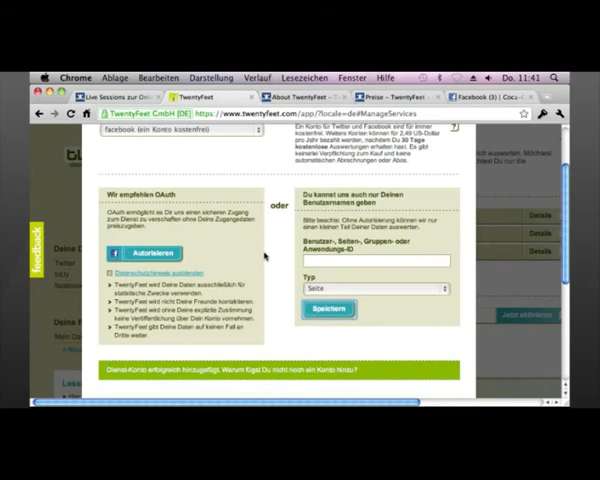 Chrome Ablage Bearbeiten Darstellung Verlauf Lesezeichen Fenster Hilfe Do. 11:41
Live Sessions zur Onli TwentyFeet About TwentyFeet – T Preise – TwentyFeet Facebook (3) | Coca-C
TwentyFeet GmbH [DE] https://www.twentyfeet.com/app/?locale=de#ManageServices
facebook (ein Konto kostenfrei)
Ein Konto für Twitter und Facebook sind für immer
kostenfrei. Weitere Konten können für 2,49 US-Dollar
pro Jahr bezahlt werden, nachdem Du 30 Tage
kostenlose Auswertungen erhalten hast. Es gibt
keinerlei Verpflichtung zum Kauf und keine
automatischen Abrechnungen oder Abos.
?
auswerten. Möchtest
Details
Details
Details
Jetzt aktivieren
feedback
Deine D
Twitter
bit.ly
Deine F
Mein Dat
Lese
Wir empfehlen OAuth
OAuth ermöglicht es Dir uns einen sicheren Zugang
zum Dienst zu verschaffen ohne Deine Zugangsdaten
preiszugeben.
Autorisieren
Datenschutzhinweis ausblenden
TwentyFeet wird Deine Daten ausschließlich für
statistische Zwecke verwenden.
TwentyFeet wird nicht Deine Freunde kontaktieren.
TwentyFeet wird ohne Deine explizite Zustimmung
keine Veröffentlichung über Dein Konto vornehmen.
TwentyFeet gibt Deine Daten auf keinen Fall an
Dritte weiter.
oder
Du kannst uns auch nur Deinen
Benutzernamen geben
Bitte beachte: Ohne Autorisierung können wir nur
einen kleinen Teil Deiner Daten auswerten.
Benutzer-, Seiten-, Gruppen- oder
Anwendungs-ID
Typ
Seite
Speichern
Dienst-Konto erfolgreich hinzugefügt. Warum fügst Du nicht noch ein Konto hinzu?